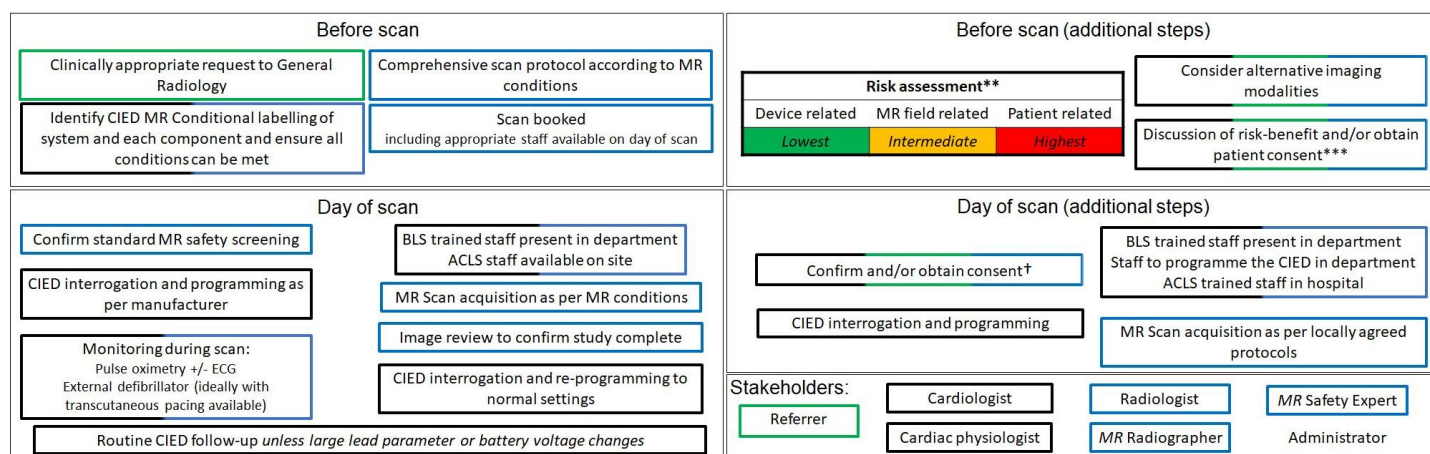 Before scan
Clinically appropriate request to General
Radiology
Comprehensive scan protocol according to MR
conditions
Identify CIED MR Conditional labelling of
system and each component and ensure all
conditions can be met
Scan booked
including appropriate staff available on day of scan
Before scan (additional steps)
Risk assessment**
Device related MR field related Patient related
Lowest Intermediate Highest
Consider alternative imaging
modalities
Discussion of risk-benefit and/or obtain
patient consent***
Day of scan
Confirm standard MR safety screening
CIED interrogation and programming as
per manufacturer
Monitoring during scan:
Pulse oximetry +/- ECG
External defibrillator (ideally with
transcutaneous pacing available)
BLS trained staff present in department
ACLS staff available on site
MR Scan acquisition as per MR conditions
Image review to confirm study complete
CIED interrogation and re-programming to
normal settings
Routine CIED follow-up unless large lead parameter or battery voltage changes
Day of scan (additional steps)
Confirm and/or obtain consent†
CIED interrogation and programming
BLS trained staff present in department
Staff to programme the CIED in department
ACLS trained staff in hospital
MR Scan acquisition as per locally agreed
protocols
Stakeholders:
Referrer
Cardiologist
Cardiac physiologist
Radiologist
MR Radiographer
MR Safety Expert
Administrator